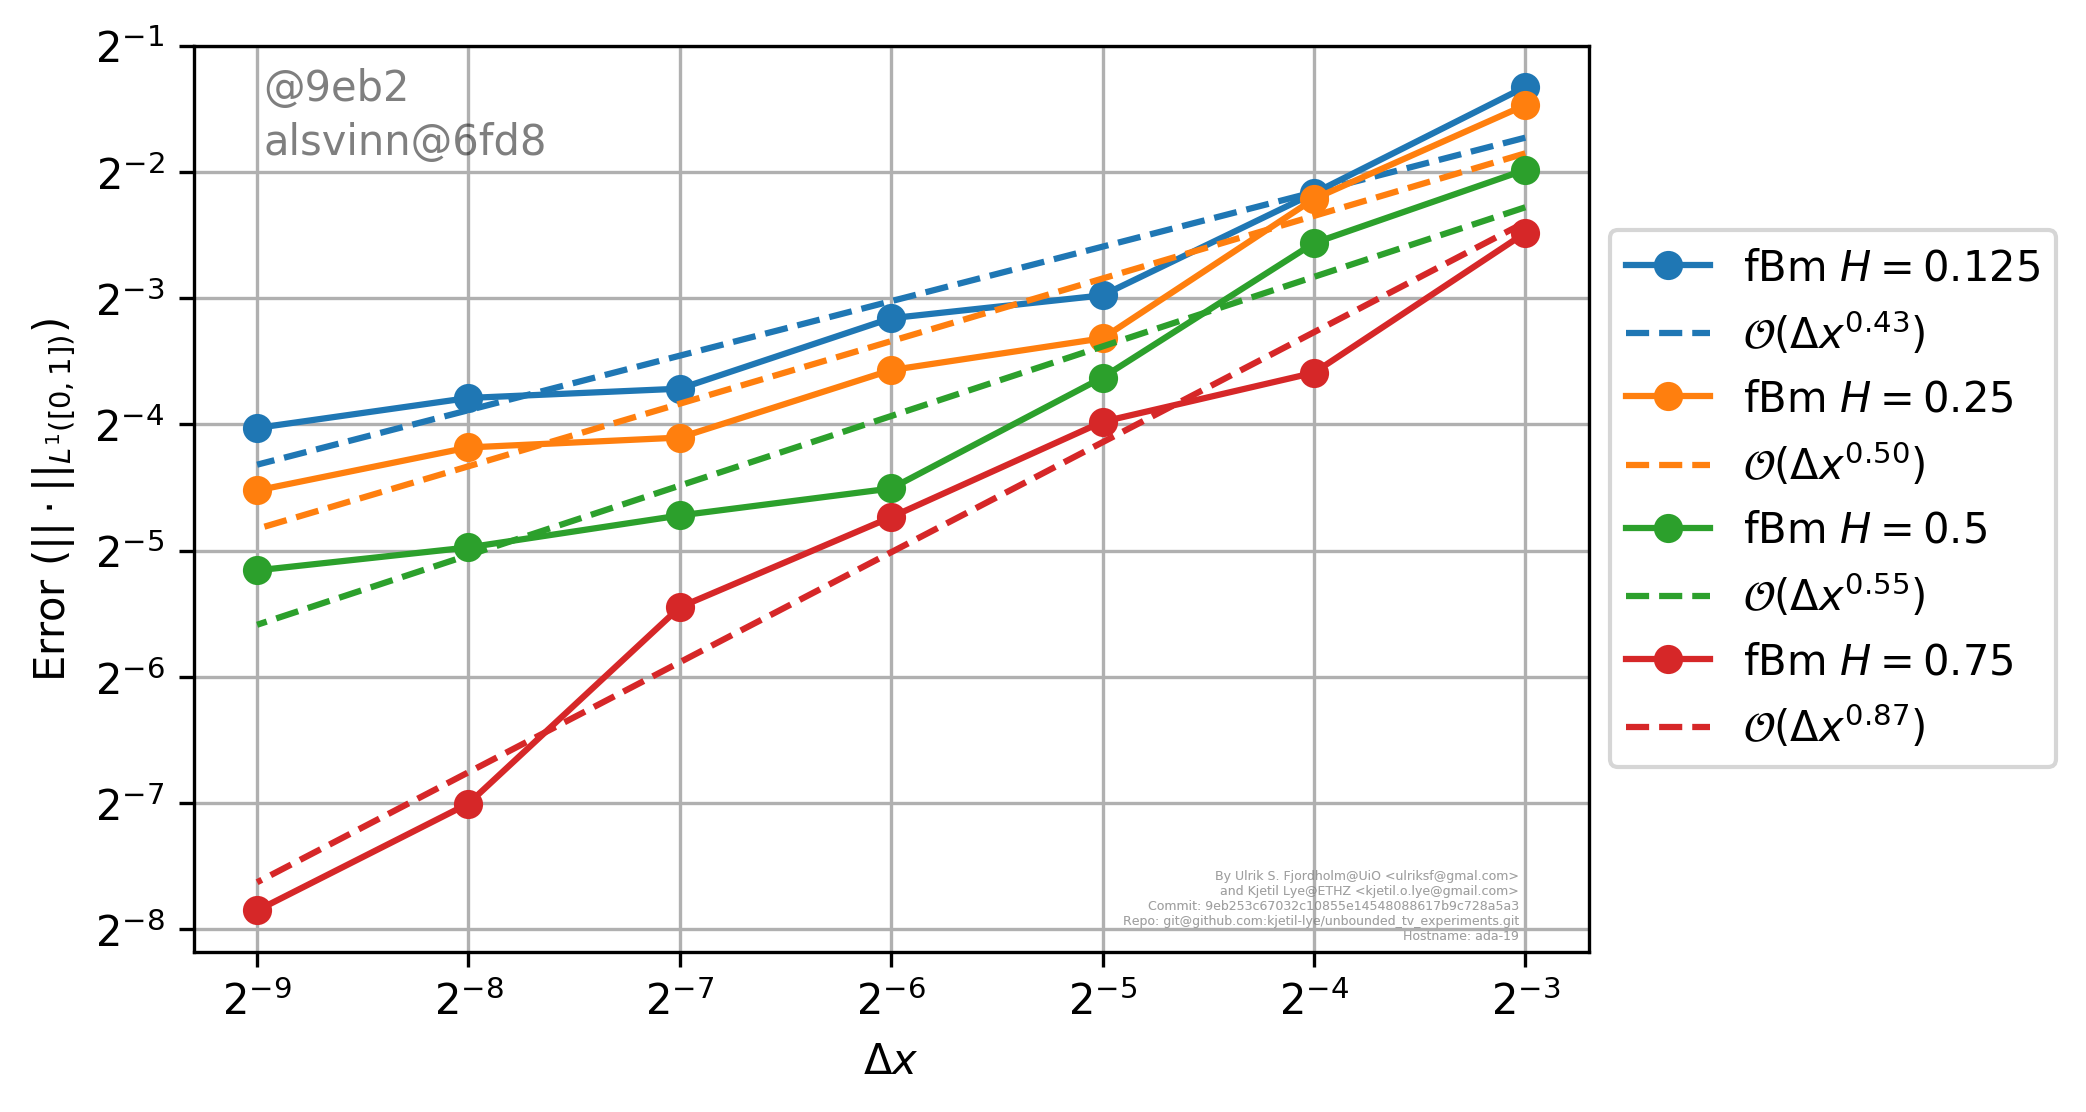 @9eb2
alsvinn@6fd8
2^{-1}
2^{-2}
2^{-3}
2^{-4}
2^{-5}
2^{-6}
2^{-7}
2^{-8}
Error (|| · ||_{L^1([0, 1])})
2^{-9} 2^{-8} 2^{-7} 2^{-6} 2^{-5} 2^{-4} 2^{-3}
Δx
fBm H = 0.125
𝒪(Δx^{0.43})
fBm H = 0.25
𝒪(Δx^{0.50})
fBm H = 0.5
𝒪(Δx^{0.55})
fBm H = 0.75
𝒪(Δx^{0.87})
By Ulrik S. Fjordholm@UiO <ulriksf@gmal.com>
and Kjetil Lye@ETHZ <kjetil.o.lye@gmail.com>
Commit: 9eb253c67032c10855e14548088617b9c728a5a3
Repo: git@github.com:kjetil-lye/unbounded_tv_experiments.git
Hostname: ada-19